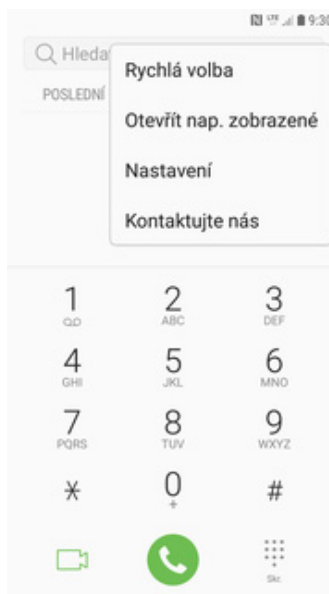 9:30
Hleda
Rychlá volba
POSLEDNÍ
Otevřít nap. zobrazené
Nastavení
Kontaktujte nás
1 2 3
ABC DEF
4 5 6
GHI JKL MNO
7 8 9
PQRS TUV WXYZ
* 0 #
+
Skr.